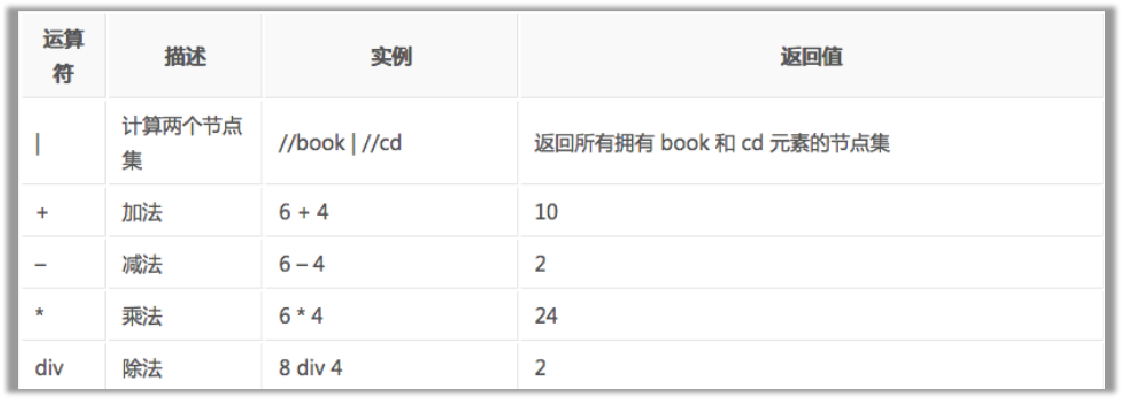 运算符 描述 实例 返回值
| 计算两个节点集 //book | //cd 返回所有拥有 book 和 cd 元素的节点集
+ 加法 6 + 4 10
– 减法 6 – 4 2
* 乘法 6 * 4 24
div 除法 8 div 4 2